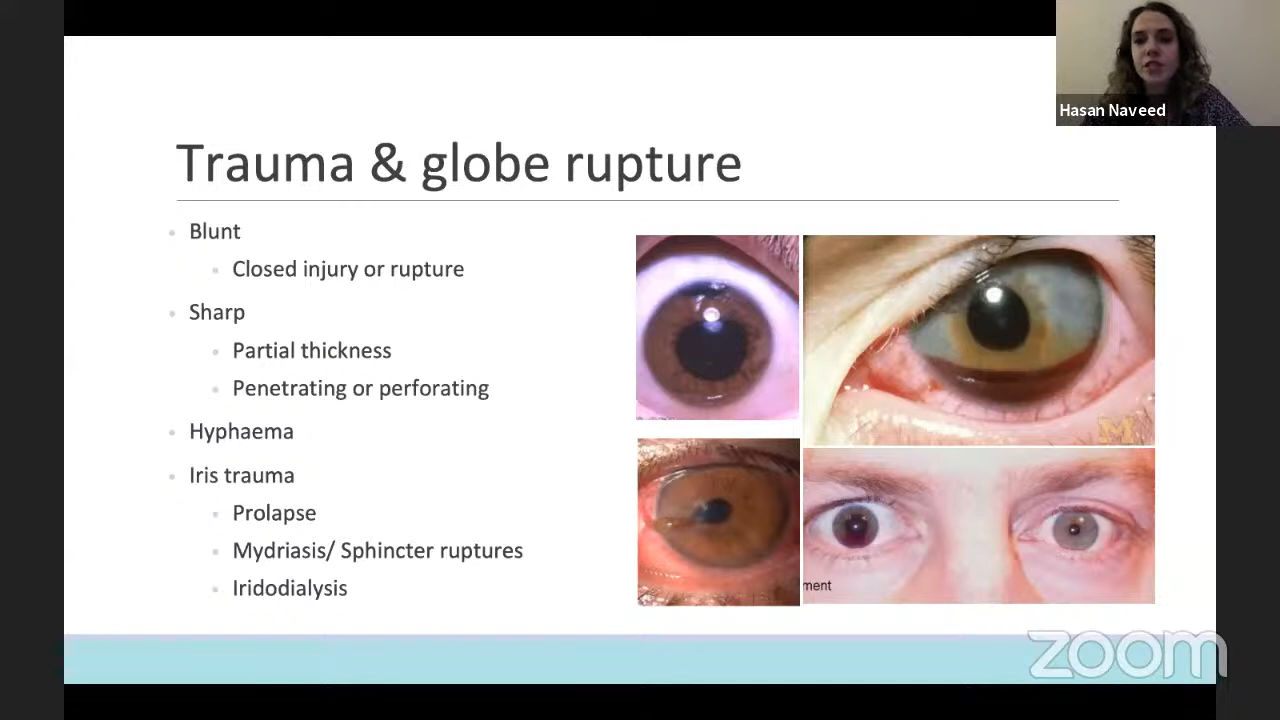 Hasan Naveed
Trauma & globe rupture
Blunt
Closed injury or rupture
Sharp
Partial thickness
Penetrating or perforating
Hyphaema
Iris trauma
Prolapse
Mydriasis/ Sphincter ruptures
Iridodialysis
M
ment
zoom